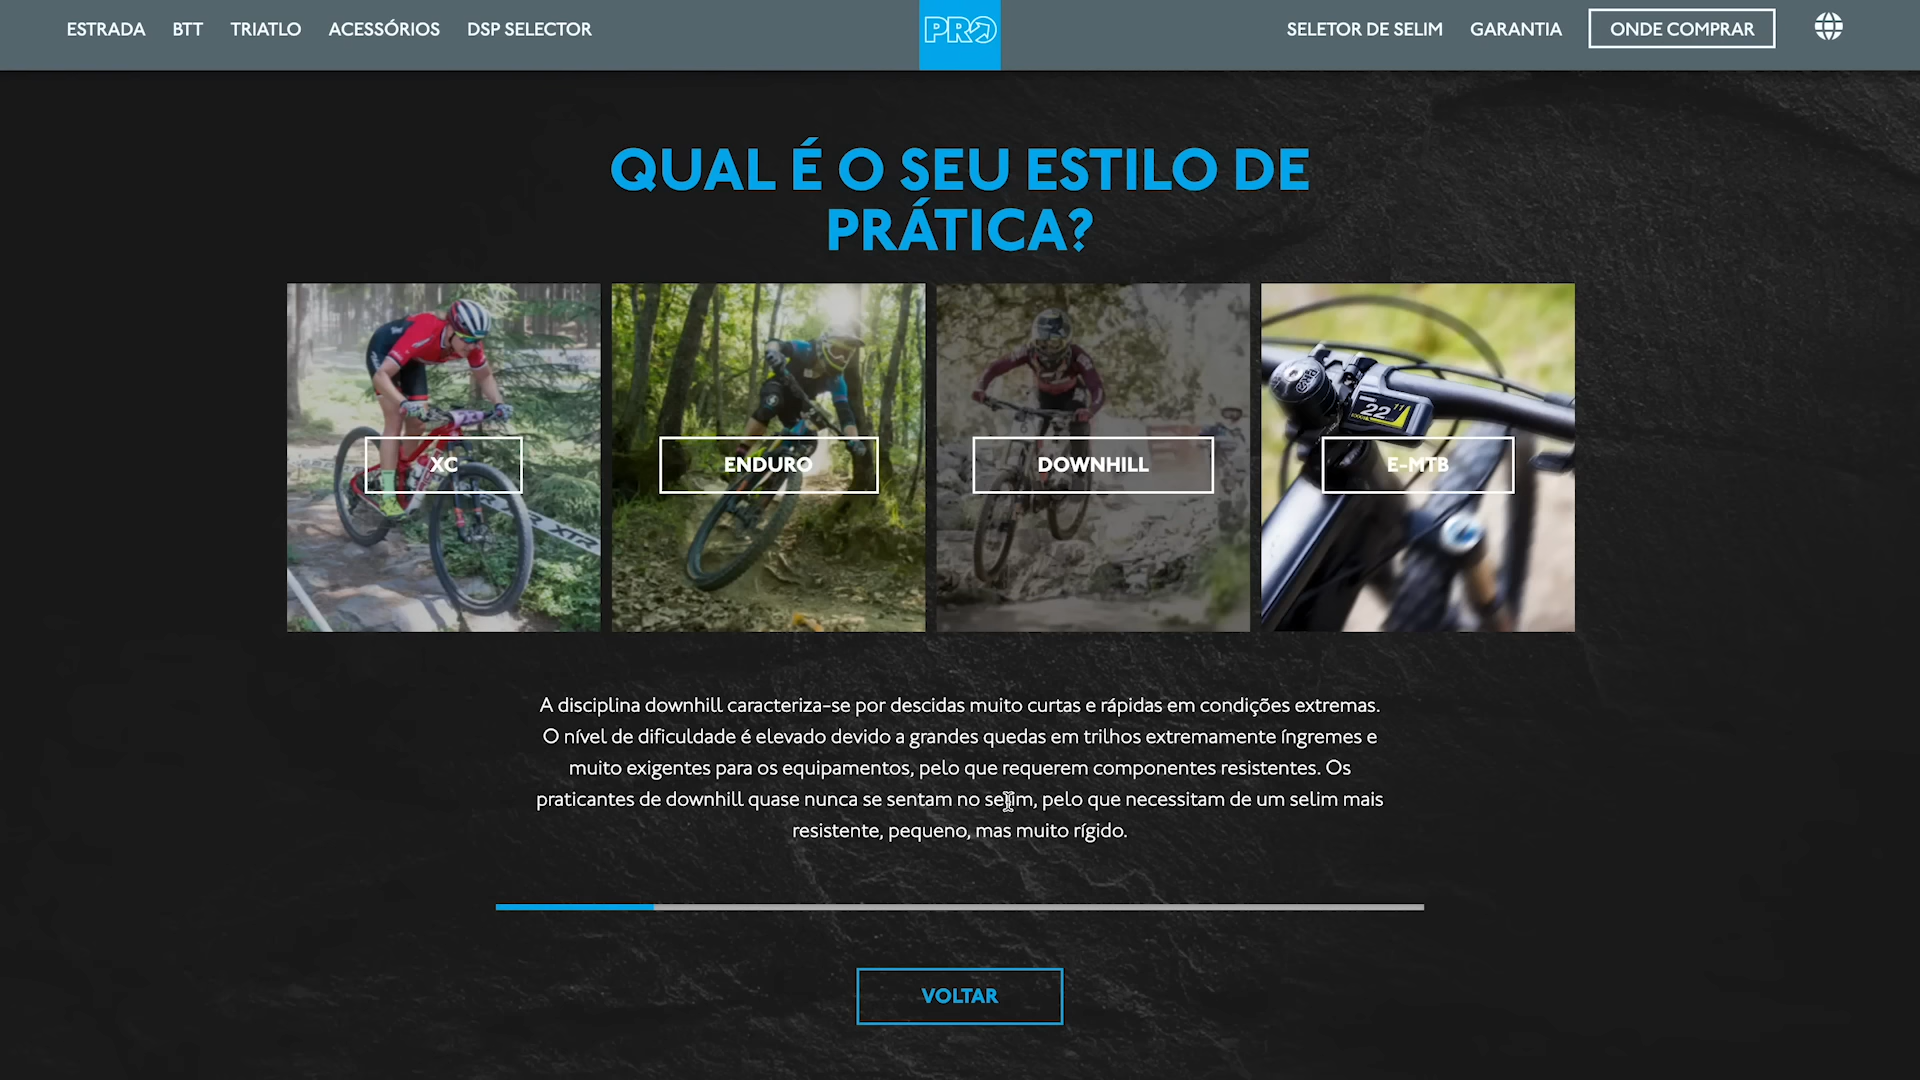 ESTRADA BTT TRIATLO ACESSÓRIOS DSP SELECTOR PRO SELETOR DE SELIM GARANTIA ONDE COMPRAR
QUAL É O SEU ESTILO DE
PRÁTICA?
XC ENDURO DOWNHILL E-MTB
22
11
XTR
A disciplina downhill caracteriza-se por descidas muito curtas e rápidas em condições extremas.
O nível de dificuldade é elevado devido a grandes quedas em trilhos extremamente íngremes e
muito exigentes para os equipamentos, pelo que requerem componentes resistentes. Os
praticantes de downhill quase nunca se sentam no selim, pelo que necessitam de um selim mais
resistente, pequeno, mas muito rígido.
VOLTAR